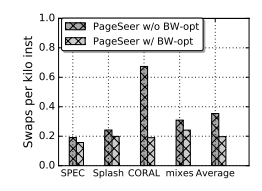 PageSeer w/o BW-opt
PageSeer w/ BW-opt
Swaps per kilo inst
1.0
0.8
0.6
0.4
0.2
0.0
SPEC Splash CORAL mixes Average